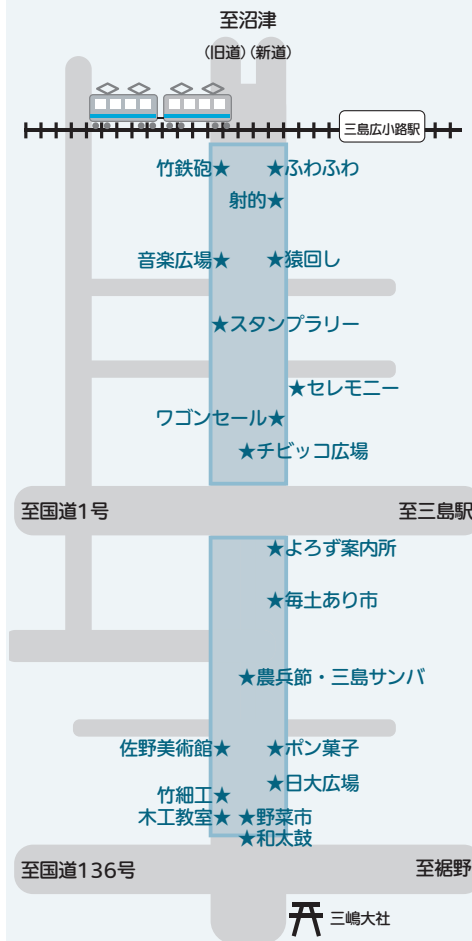 至沼津
(旧道)(新道)
三島広小路駅
竹鉄砲★ ★ふわふわ
射的★
音楽広場★ ★猿回し
★スタンプラリー
★セレモニー
ワゴンセール★
★チビッコ広場
至国道1号 至三島駅
★よろず案内所
★毎土あり市
★農兵節・三島サンバ
佐野美術館★ ★ポン菓子
★日大広場
竹細工★
木工教室★ ★野菜市
★和太鼓
至国道136号 至裾野
三嶋大社